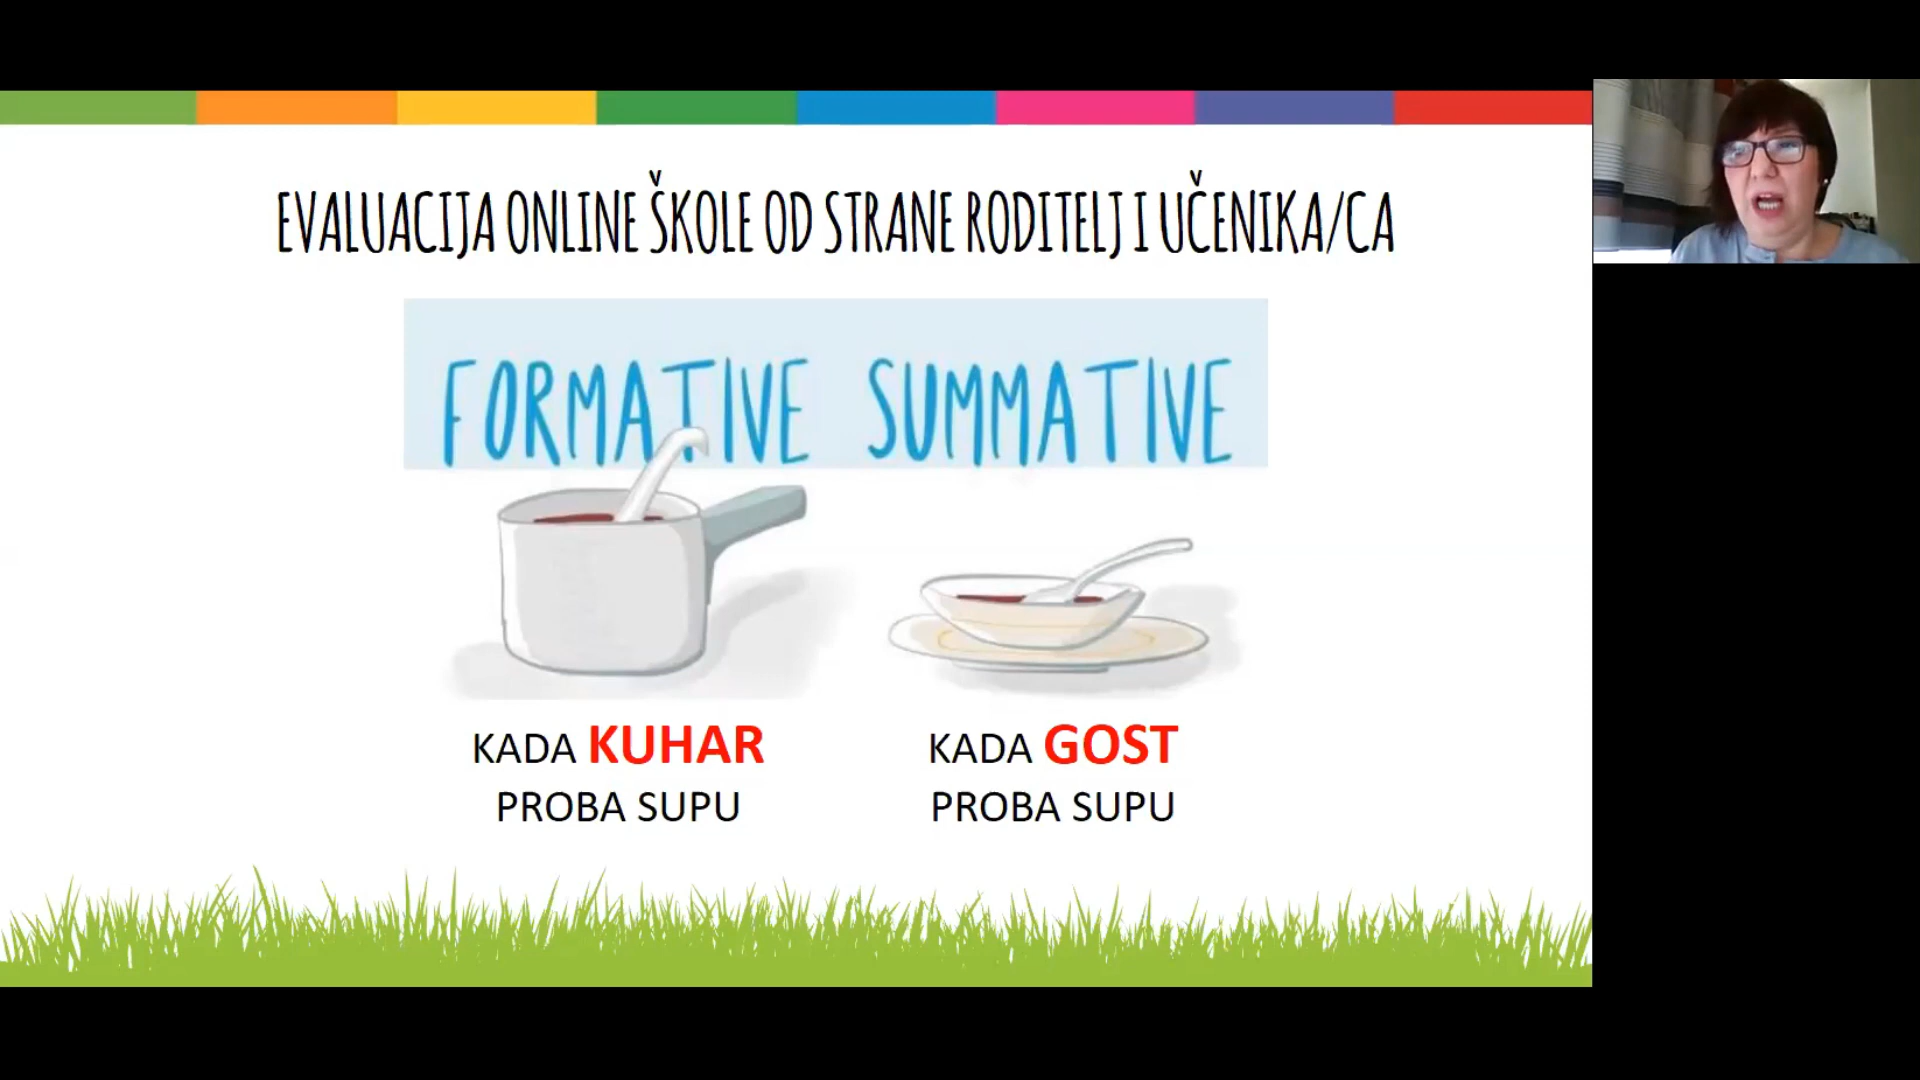 EVALUACIJA ONLINE ŠKOLE OD STRANE RODITELJ I UČENIKA/CA
FORMATIVE SUMMATIVE
KADA KUHAR
PROBA SUPU
KADA GOST
PROBA SUPU